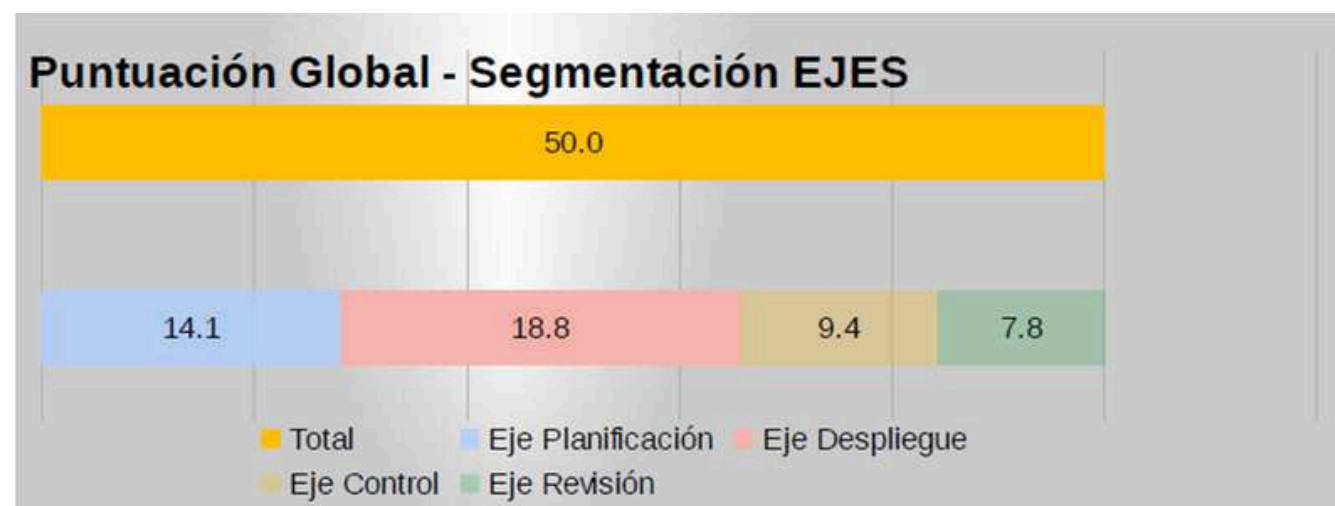 Puntuación Global - Segmentación EJES
50.0
14.1 18.8 9.4 7.8
Total Eje Planificación Eje Despliegue
Eje Control Eje Revisión